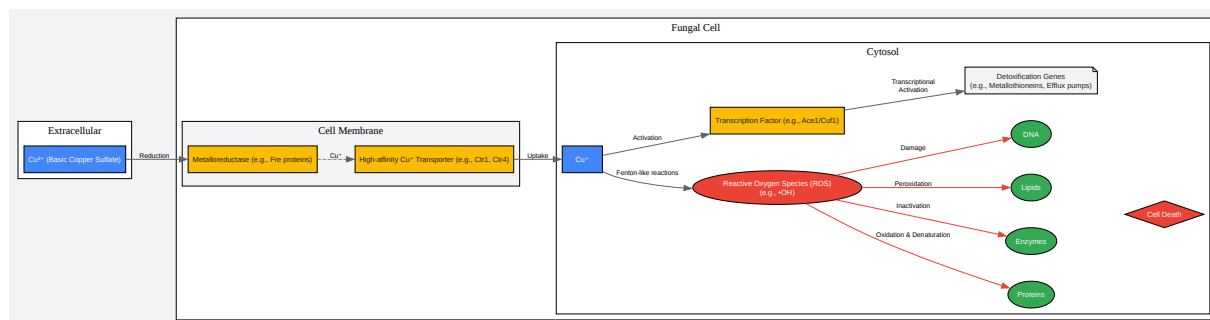 Fungal Cell
Cytosol
Extracellular
Cu²⁺ (Basic Copper Sulfate)
Reduction
Cell Membrane
Metalloreductase (e.g., Fre proteins)
Cu⁺
High-affinity Cu⁺ Transporter (e.g., Ctr1, Ctr4)
Uptake
Cu⁺
Activation
Fenton-like reactions
Transcription Factor (e.g., Ace1/Cuf1)
Transcriptional
Activation
Detoxification Genes
(e.g., Metallothioneins, Efflux pumps)
Reactive Oxygen Species (ROS)
(e.g., •OH)
Damage
DNA
Peroxidation
Lipids
Inactivation
Enzymes
Oxidation & Denaturation
Proteins
Cell Death